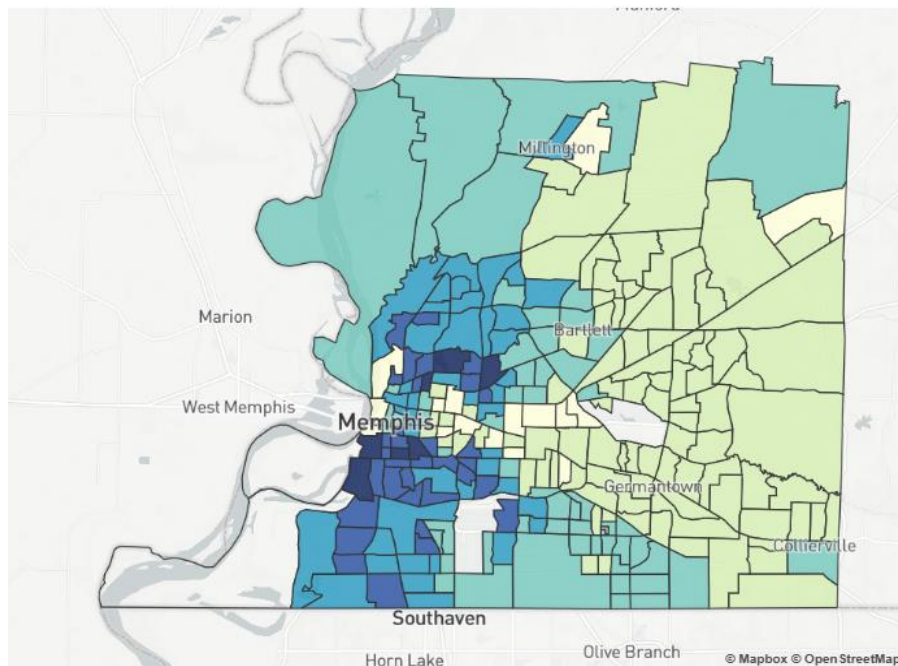 Millington
Marion
Bartlett
West Memphis
Memphis
Germantown
Collierville
Southaven
Olive Branch
Horn Lake
© Mapbox © OpenStreetMap